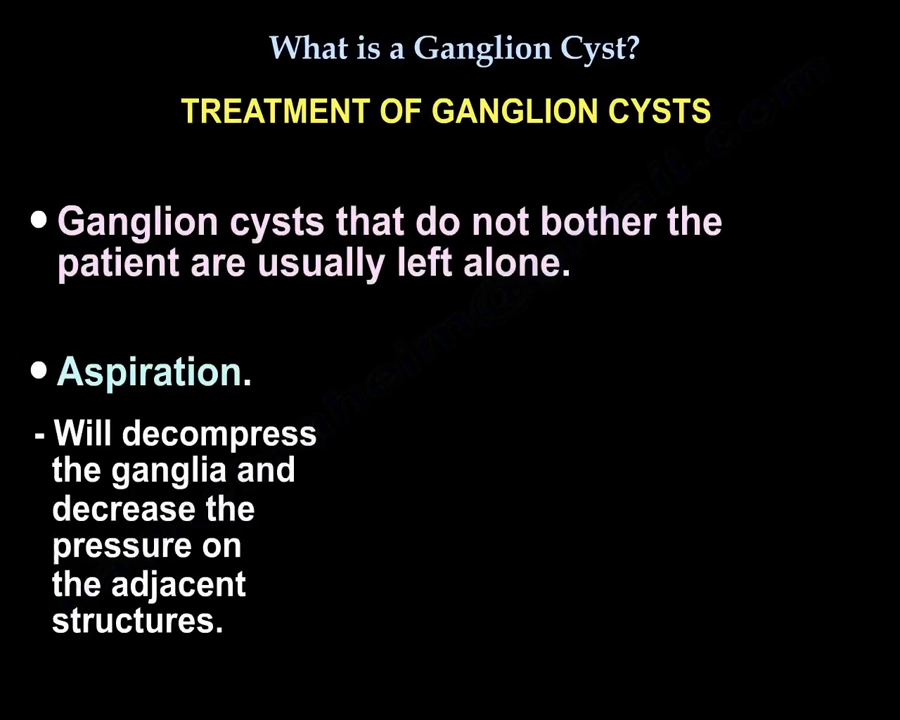 What is a Ganglion Cyst?
TREATMENT OF GANGLION CYSTS
• Ganglion cysts that do not bother the
patient are usually left alone.
• Aspiration.
- Will decompress
the ganglia and
decrease the
pressure on
the adjacent
structures.